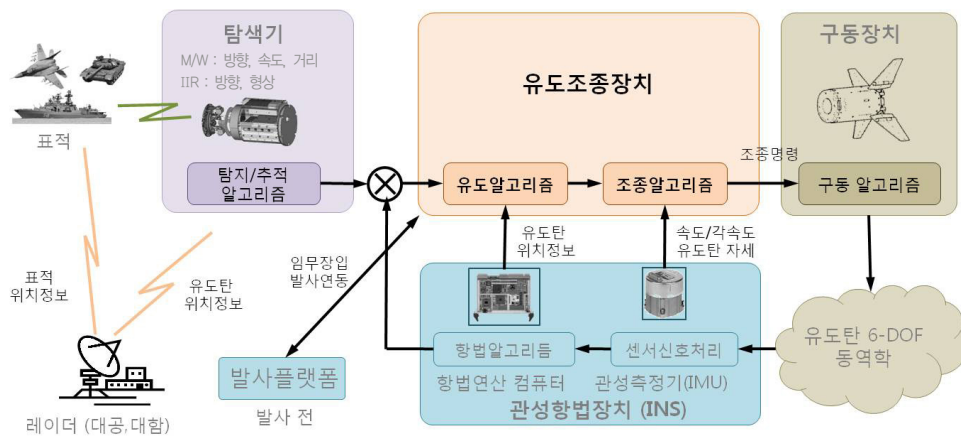 탐색기
M/W : 방향, 속도, 거리
IIR : 방향, 형상
표적
탐지/추적
알고리즘
유도조종장치
유도알고리즘
조종알고리즘
구동장치
조종명령
구동 알고리즘
표적
위치정보
유도탄
위치정보
임무장입
발사연동
유도탄
위치정보
속도/각속도
유도탄 자세
항법알고리듬
센서신호처리
항법연산 컴퓨터
관성측정기(IMU)
관성항법장치 (INS)
유도탄 6-DOF
동역학
발사플랫폼
발사 전
레이더 (대공,대함)